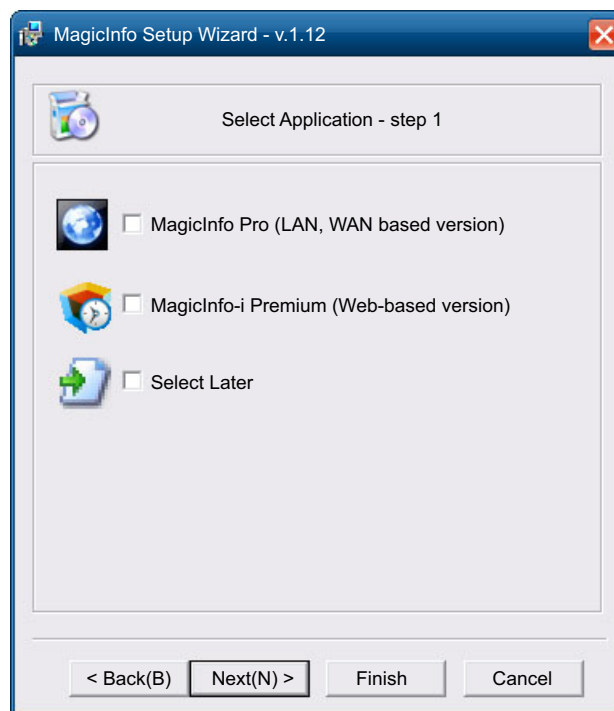 MagicInfo Setup Wizard - v.1.12
Select Application - step 1
MagicInfo Pro (LAN, WAN based version)
MagicInfo-i Premium (Web-based version)
Select Later
< Back(B) Next(N) > Finish Cancel